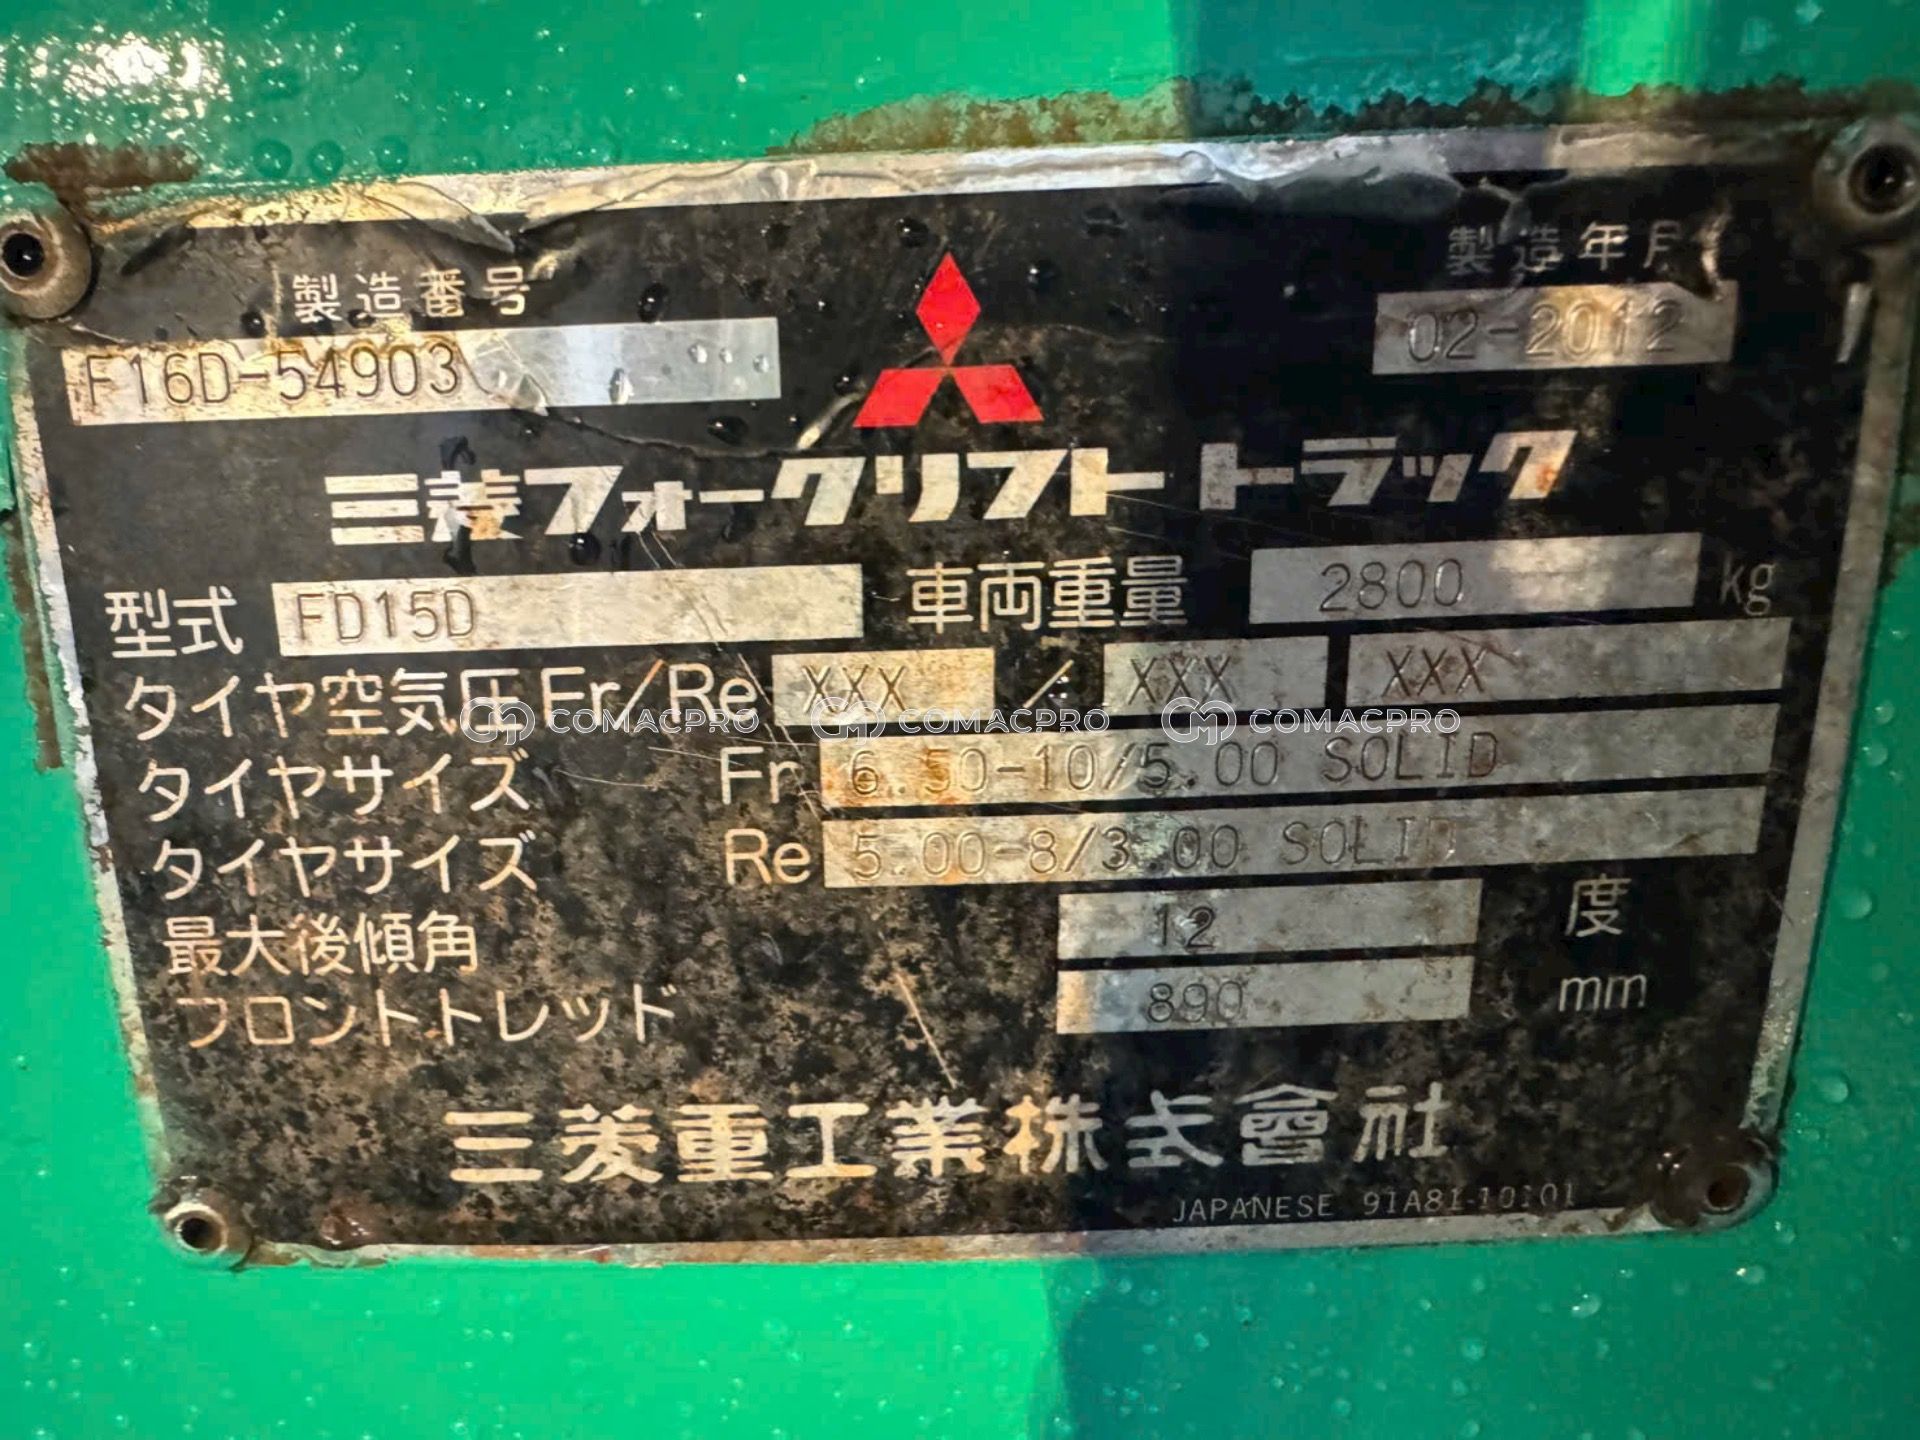 製造番号
製造年月
F16D-54903
02-2012
三菱フォークリフトトラック
型式 FD15D 車両重量 2800 kg
タイヤ空気圧 Fr/Re XXX / XXX XXX
COMACPRO COMACPRO COMACPRO
タイヤサイズ Fr 6.50-10/5.00 SOLID
タイヤサイズ Re 5.00-8/3.00 SOLID
最大後傾角 12 度
フロントトレッド 890 mm
三菱重工業株式會社
JAPANESE 91A81-10101